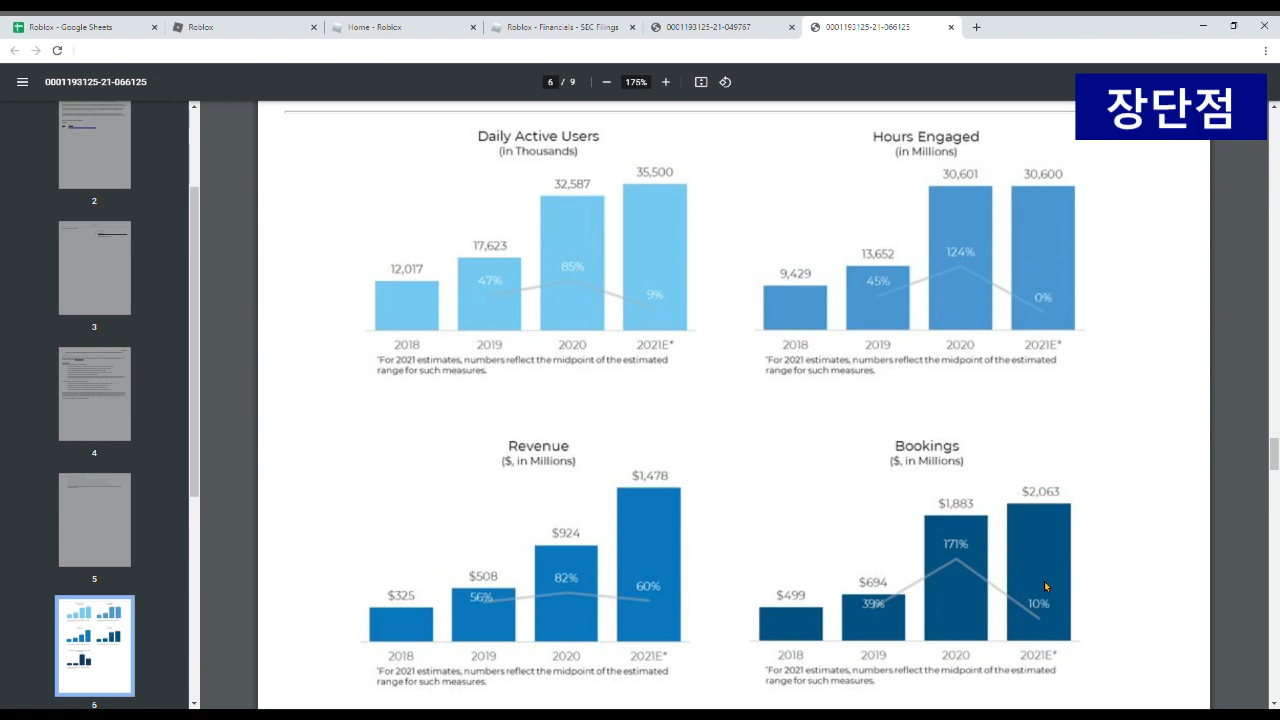 Roblox - Google Sheets
Roblox
Home - Roblox
Roblox - Financials - SEC Filings
0001193125-21-049767
0001193125-21-066125
0001193125-21-066125
6 / 9
175%
장단점
2
3
4
5
6
Daily Active Users
(in Thousands)
12,017
17,623
32,587
35,500
47%
85%
9%
2018
2019
2020
2021E*
*For 2021 estimates, numbers reflect the midpoint of the estimated
range for such measures.
Hours Engaged
(in Millions)
9,429
13,652
30,601
30,600
45%
124%
0%
2018
2019
2020
2021E*
*For 2021 estimates, numbers reflect the midpoint of the estimated
range for such measures.
Revenue
($, in Millions)
$325
$508
$924
$1,478
56%
82%
60%
2018
2019
2020
2021E*
*For 2021 estimates, numbers reflect the midpoint of the estimated
range for such measures.
Bookings
($, in Millions)
$499
$694
$1,883
$2,063
39%
171%
10%
2018
2019
2020
2021E*
*For 2021 estimates, numbers reflect the midpoint of the estimated
range for such measures.